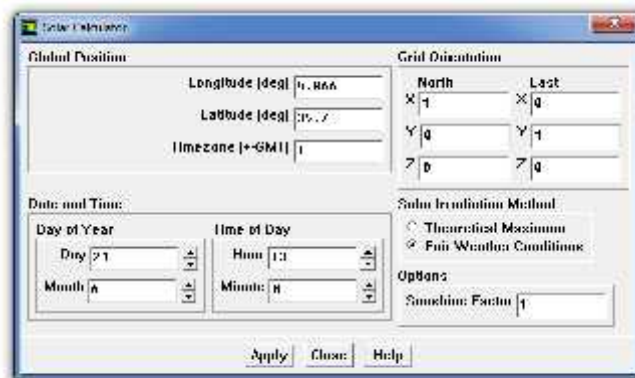 Solar Calculator
Global Position
Longitude (deg)
Latitude (deg) 35.7
Timezone (+-GMT) 1
Grid Orientation
North East
X 1 X 0
Y 0 Y 1
Z 0 Z 0
Date and Time
Day of Year
Day 21
Month 6
Time of Day
Hour 13
Minute 0
Solar Irradiation Method
Theoretical Maximum
Fair Weather Conditions
Options
Sunshine Factor 1
Apply Close Help